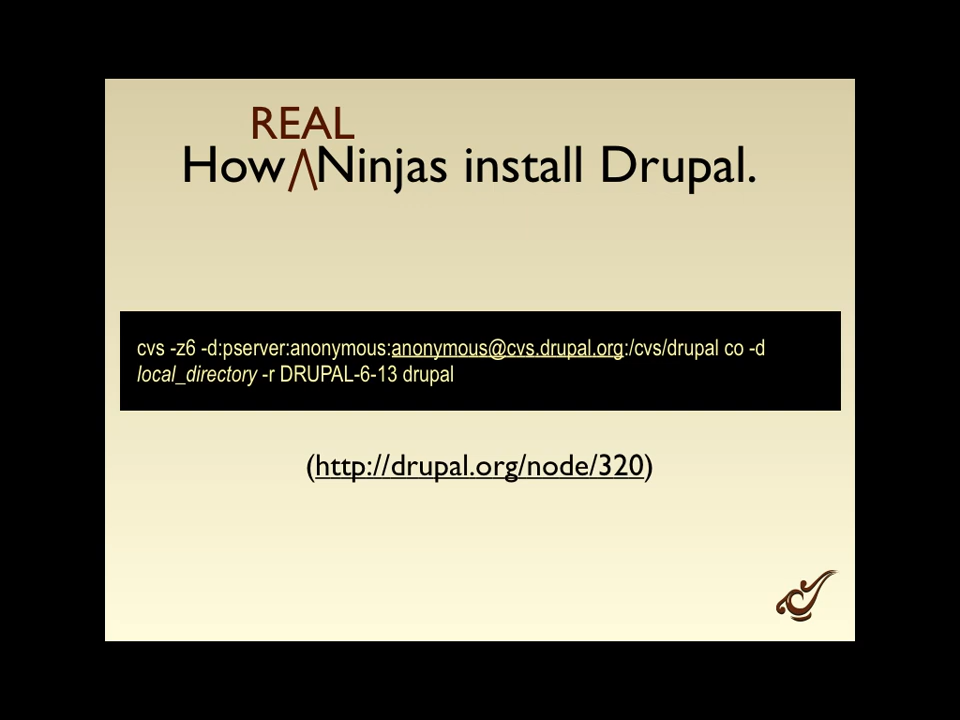 REAL
How Ninjas install Drupal.
cvs -z6 -d:pserver:anonymous:anonymous@cvs.drupal.org:/cvs/drupal co -d
local_directory -r DRUPAL-6-13 drupal
(http://drupal.org/node/320)